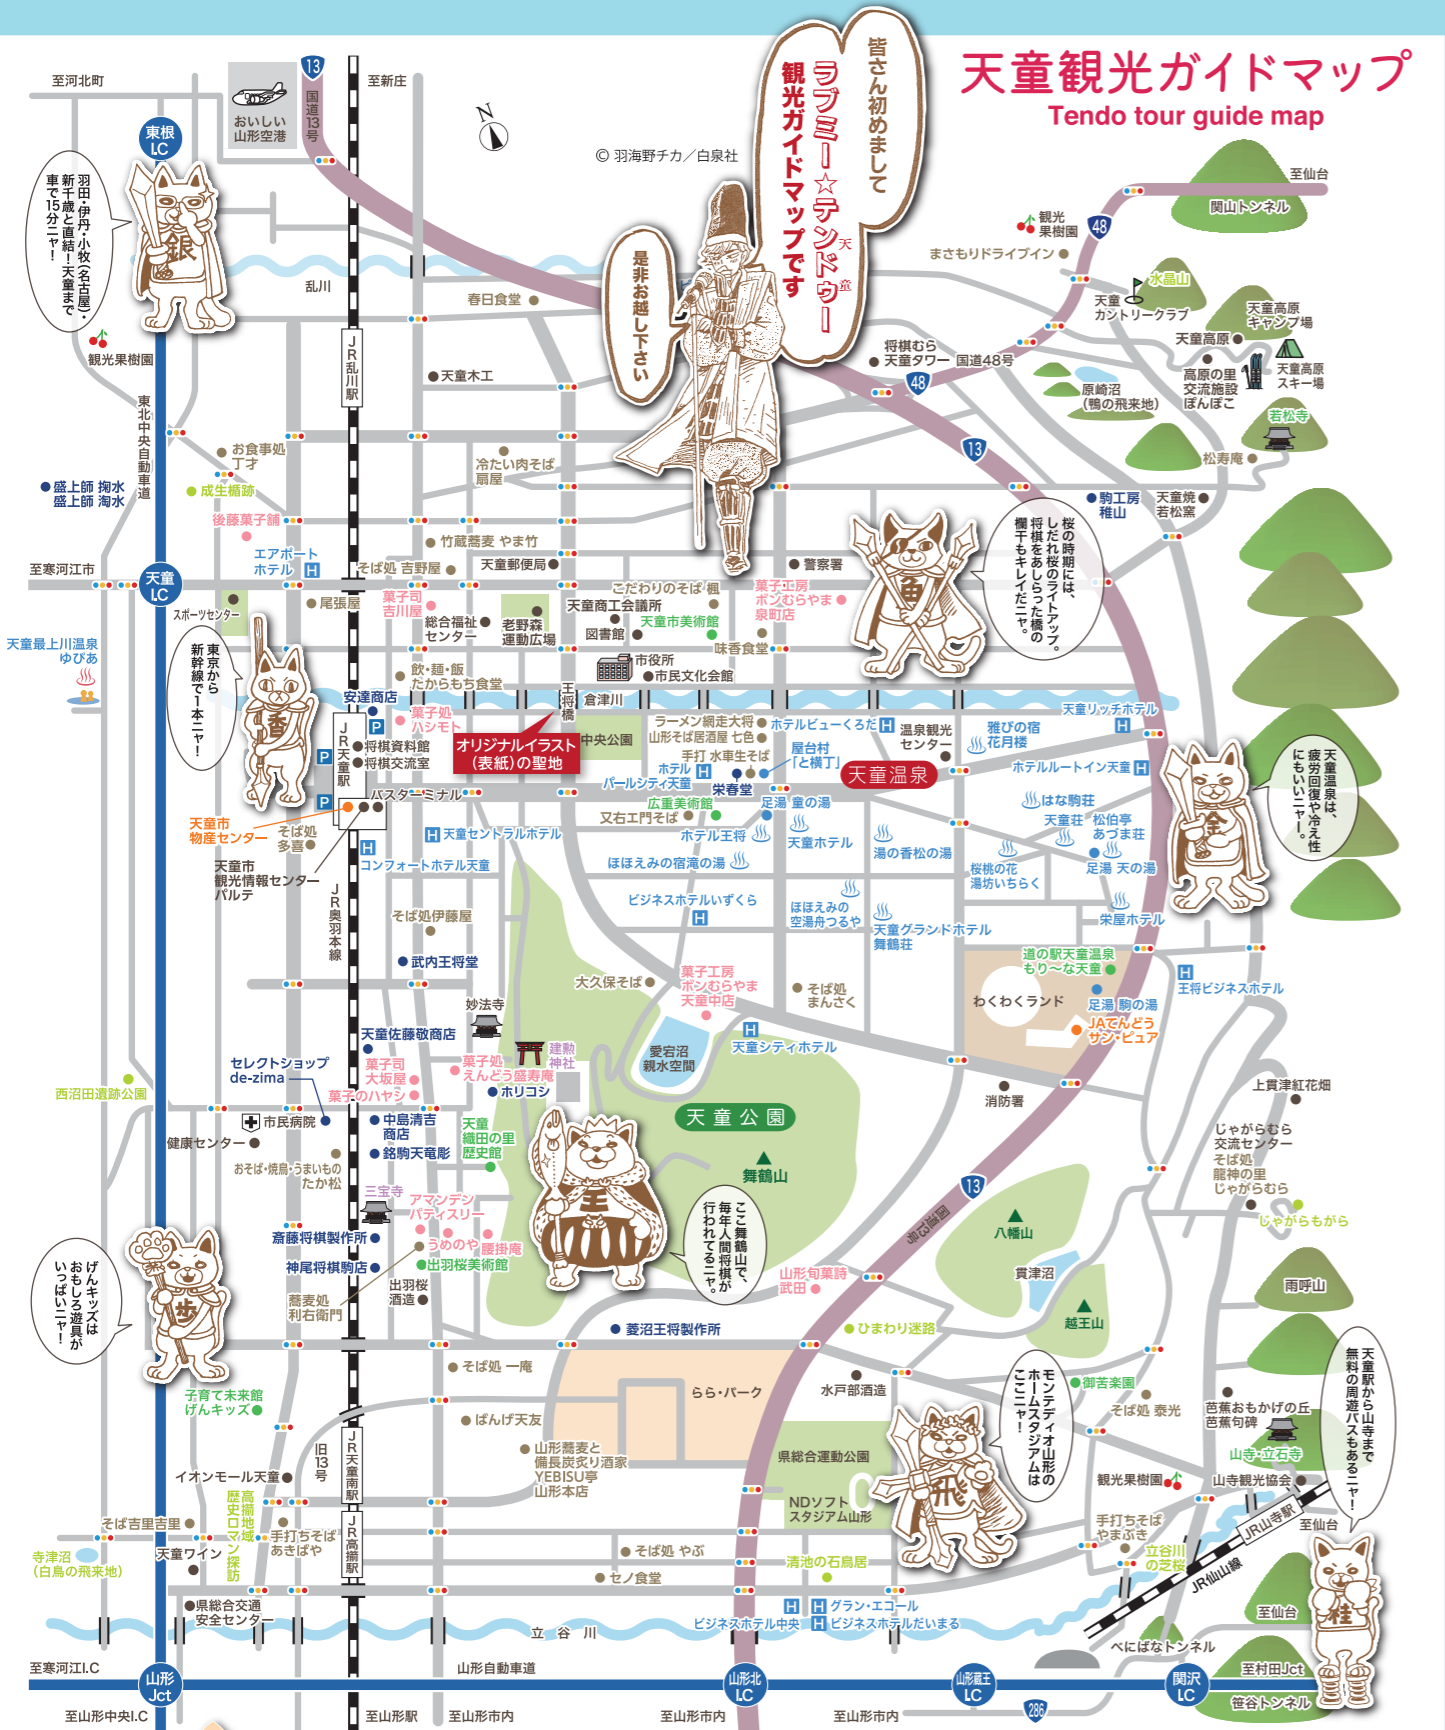 天童観光ガイドマップ
Tendo tour guide map
皆さん初めまして
ラブミー☆テンドゥー
天
童
観光ガイドマップです
是非お越し下さい
© 羽海野チカ／白泉社
至河北町
13
国道13号
至新庄
おいしい
山形空港
東根
I.C
N
羽田・伊丹・小牧(名古屋)・
新千歳と直結！天童まで
車で15分ニャ！
銀
観光果樹園
乱川
JR乱川駅
春日食堂
天童木工
東北中央自動車道
お食事処
丁才
冷たい肉そば
扇屋
盛上師 掬水
盛上師 淘水
成生楯跡
後藤菓子舗
竹蔵蕎麦 やま竹
エアポート
ホテル
H
そば処 吉野屋
天童郵便局
至寒河江市
天童
I.C
スポーツセンター
尾張屋
菓子司
吉川屋
総合福祉
センター
老野森
運動広場
こだわりのそば 楓
天童商工会議所
図書館
天童市美術館
警察署
菓子工房
ポンむらやま
泉町店
味香食堂
市役所
市民文化会館
天童最上川温泉
ゆぴあ
東京から
新幹線で1本ニャ！
香
飲・麺・飯
だからもち食堂
安達商店
P
菓子処
ハシモト
王将橋
倉津川
JR天童駅
将棋資料館
将棋交流室
P
P
バスターミナル
オリジナルイラスト
（表紙）の聖地
中央公園
ラーメン網走大将
山形そば居酒屋 七色
手打 水車生そば
ホテル
パールシティ天童
H
栄春堂
屋台村
「と横丁」
ホテルビューくろだ
H
温泉観光
センター
天童温泉
雅びの宿
花月楼
天童リッチホテル
H
ホテルルートイン天童
H
至仙台
関山トンネル
観光
果樹園
48
まさもりドライブイン
水晶山
天童
カントリークラブ
天童高原
キャンプ場
天童高原
将棋むら
天童タワー
国道48号
48
高原の里
交流施設
ぽんぽこ
天童高原
スキー場
原崎沼
（鴨の飛来地）
若松寺
13
松寿庵
駒工房
稚山
天童焼
若松窯
桜の時期には、
しだれ桜のライトアップ。
将棋をあしらった橋の
欄干もキレイだニャ。
角
天童温泉は、
疲労回復や冷え性
にもいいニャー。
金
天童市
物産センター
そば処
多喜
天童市
観光情報センター
パルテ
H
天童セントラルホテル
H
コンフォートホテル天童
広重美術館
又右エ門そば
足湯 童の湯
ホテル王将
天童ホテル
湯の香松の湯
はな駒荘
天童荘
松伯亭
あづま荘
足湯 天の湯
桜桃の花
湯坊いちらく
ほほえみの宿滝の湯
ビジネスホテルいずくら
H
ほほえみの
空湯舟つるや
天童グランドホテル
舞鶴荘
栄屋ホテル
JR奥羽本線
そば処伊藤屋
武内王将堂
大久保そば
菓子工房
ポンむらやま
天童中店
そば処
まんさく
道の駅天童温泉
もり〜な天童
H
王将ビジネスホテル
わくわくランド
足湯 駒の湯
JAてんどう
サン・ピュア
妙法寺
天童佐藤敬商店
愛宕沼
親水空間
H
天童シティホテル
建勲
神社
菓子処
えんどう盛寿庵
菓子司
大坂屋
セレクトショップ
de-zima
菓子のハヤシ
ホリコシ
西沼田遺跡公園
市民病院
健康センター
中島清吉
商店
天童
織田の里
歴史館
銘駒天竜彫
おそば・焼鳥・うまいもの
たか松
天童公園
舞鶴山
王
ここ舞鶴山で、
毎年人間将棋が
行われてるニャ。
消防署
上貫津紅花畑
じゃがらむら
交流センター
そば処
龍神の里
じゃがらむら
じゃがらもがら
13
国道13号
八幡山
貫津沼
越王山
雨呼山
三宝寺
アマンデン
パティスリー
うめのや
腰掛庵
斎藤将棋製作所
出羽桜美術館
神尾将棋駒店
出羽桜
酒造
蕎麦処
利右衛門
げんキッズは
おもしろ遊具が
いっぱいニャ！
歩
山形旬菓詩
武田
菱沼王将製作所
ひまわり迷路
そば処 一庵
らら・パーク
水戸部酒造
子育て未来館
げんキッズ
ばんげ天友
旧13号
JR天童南駅
山形蕎麦と
備長炭炙り酒家
YEBISU亭
山形本店
イオンモール天童
県総合運動公園
NDソフト
スタジアム山形
飛
モンテディオ山形の
ホームスタジアムは
ここニャ！
御苦楽園
そば処 泰光
芭蕉おもかげの丘
芭蕉句碑
山寺・立石寺
天童駅から山寺まで
無料の周遊バスもあるニャ！
観光果樹園
山寺観光協会
JR山寺駅
至仙台
高擶地域
歴史ロマン探訪
そば吉里吉里
手打ちそば
あきばや
JR高擶駅
天童ワイン
寺津沼
（白鳥の飛来地）
そば処 やぶ
セノ食堂
清池の石鳥居
手打ちそば
やまぶき
立谷川
の芝桜
JR仙山線
桂
至仙台
県総合交通
安全センター
H
H
グラン・エコール
ビジネスホテル中央
H
ビジネスホテルだいまる
立谷川
べにばなトンネル
至寒河江I.C
山形
Jct
山形自動車道
山形北
I.C
山形蔵王
I.C
関沢
I.C
至村田Jct
笹谷トンネル
286
至山形中央I.C
至山形駅
至山形市内
至山形市内
至山形市内